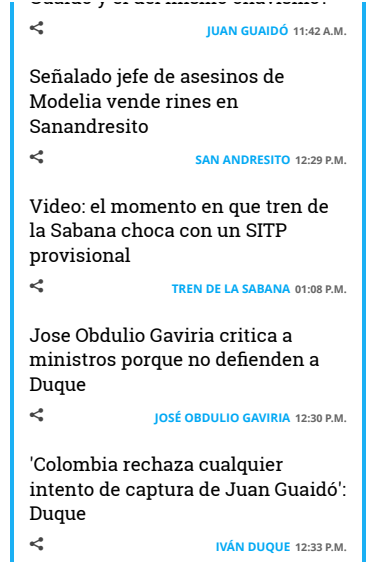 JUAN GUAIDÓ 11:42 A.M.
Señalado jefe de asesinos de
Modelia vende rines en
Sanandresito
SAN ANDRESITO 12:29 P.M.
Video: el momento en que tren de
la Sabana choca con un SITP
provisional
TREN DE LA SABANA 01:08 P.M.
Jose Obdulio Gaviria critica a
ministros porque no defienden a
Duque
JOSÉ OBDULIO GAVIRIA 12:30 P.M.
'Colombia rechaza cualquier
intento de captura de Juan Guaidó':
Duque
IVÁN DUQUE 12:33 P.M.